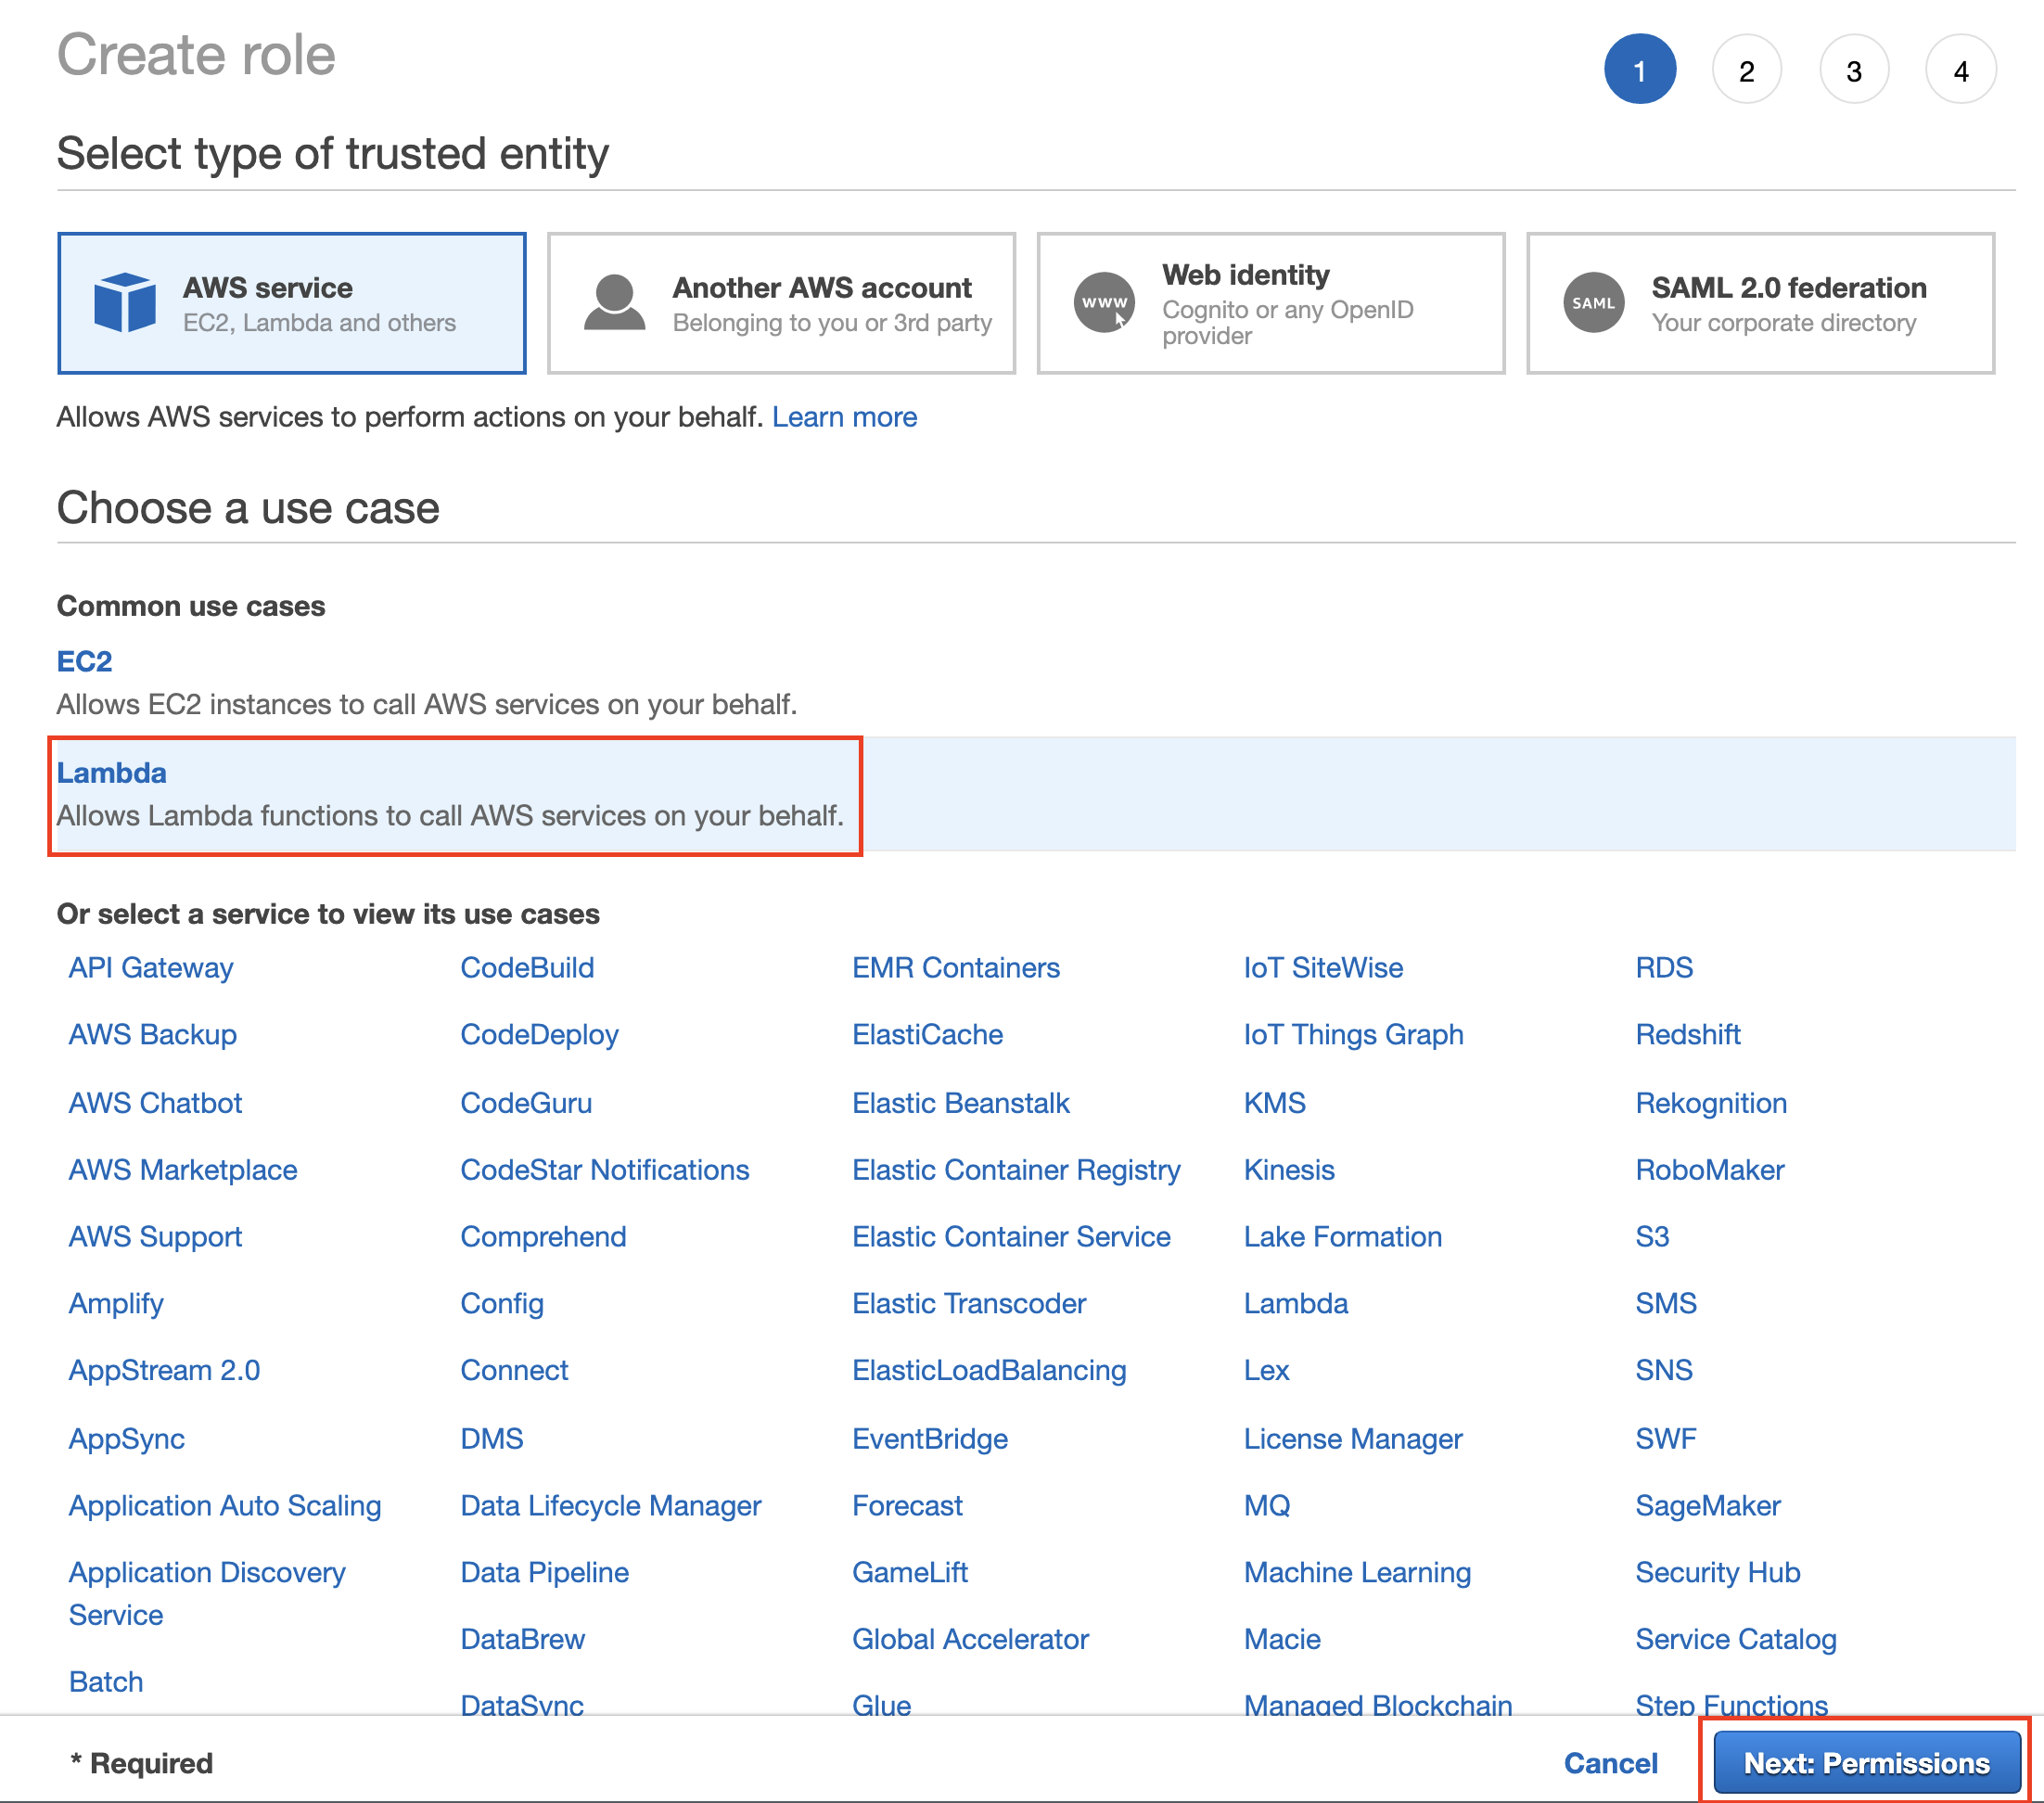 Create role
1 2 3 4
Select type of trusted entity
AWS service
EC2, Lambda and others
Another AWS account
Belonging to you or 3rd party
www
Web identity
Cognito or any OpenID
provider
SAML
SAML 2.0 federation
Your corporate directory
Allows AWS services to perform actions on your behalf. Learn more
Choose a use case
Common use cases
EC2
Allows EC2 instances to call AWS services on your behalf.
Lambda
Allows Lambda functions to call AWS services on your behalf.
Or select a service to view its use cases
API Gateway
AWS Backup
AWS Chatbot
AWS Marketplace
AWS Support
Amplify
AppStream 2.0
AppSync
Application Auto Scaling
Application Discovery
Service
Batch
CodeBuild
CodeDeploy
CodeGuru
CodeStar Notifications
Comprehend
Config
Connect
DMS
Data Lifecycle Manager
Data Pipeline
DataBrew
DataSync
EMR Containers
ElastiCache
Elastic Beanstalk
Elastic Container Registry
Elastic Container Service
Elastic Transcoder
ElasticLoadBalancing
EventBridge
Forecast
GameLift
Global Accelerator
Glue
IoT SiteWise
IoT Things Graph
KMS
Kinesis
Lake Formation
Lambda
Lex
License Manager
MQ
Machine Learning
Macie
Managed Blockchain
RDS
Redshift
Rekognition
RoboMaker
S3
SMS
SNS
SWF
SageMaker
Security Hub
Service Catalog
Step Functions
* Required
Cancel
Next: Permissions